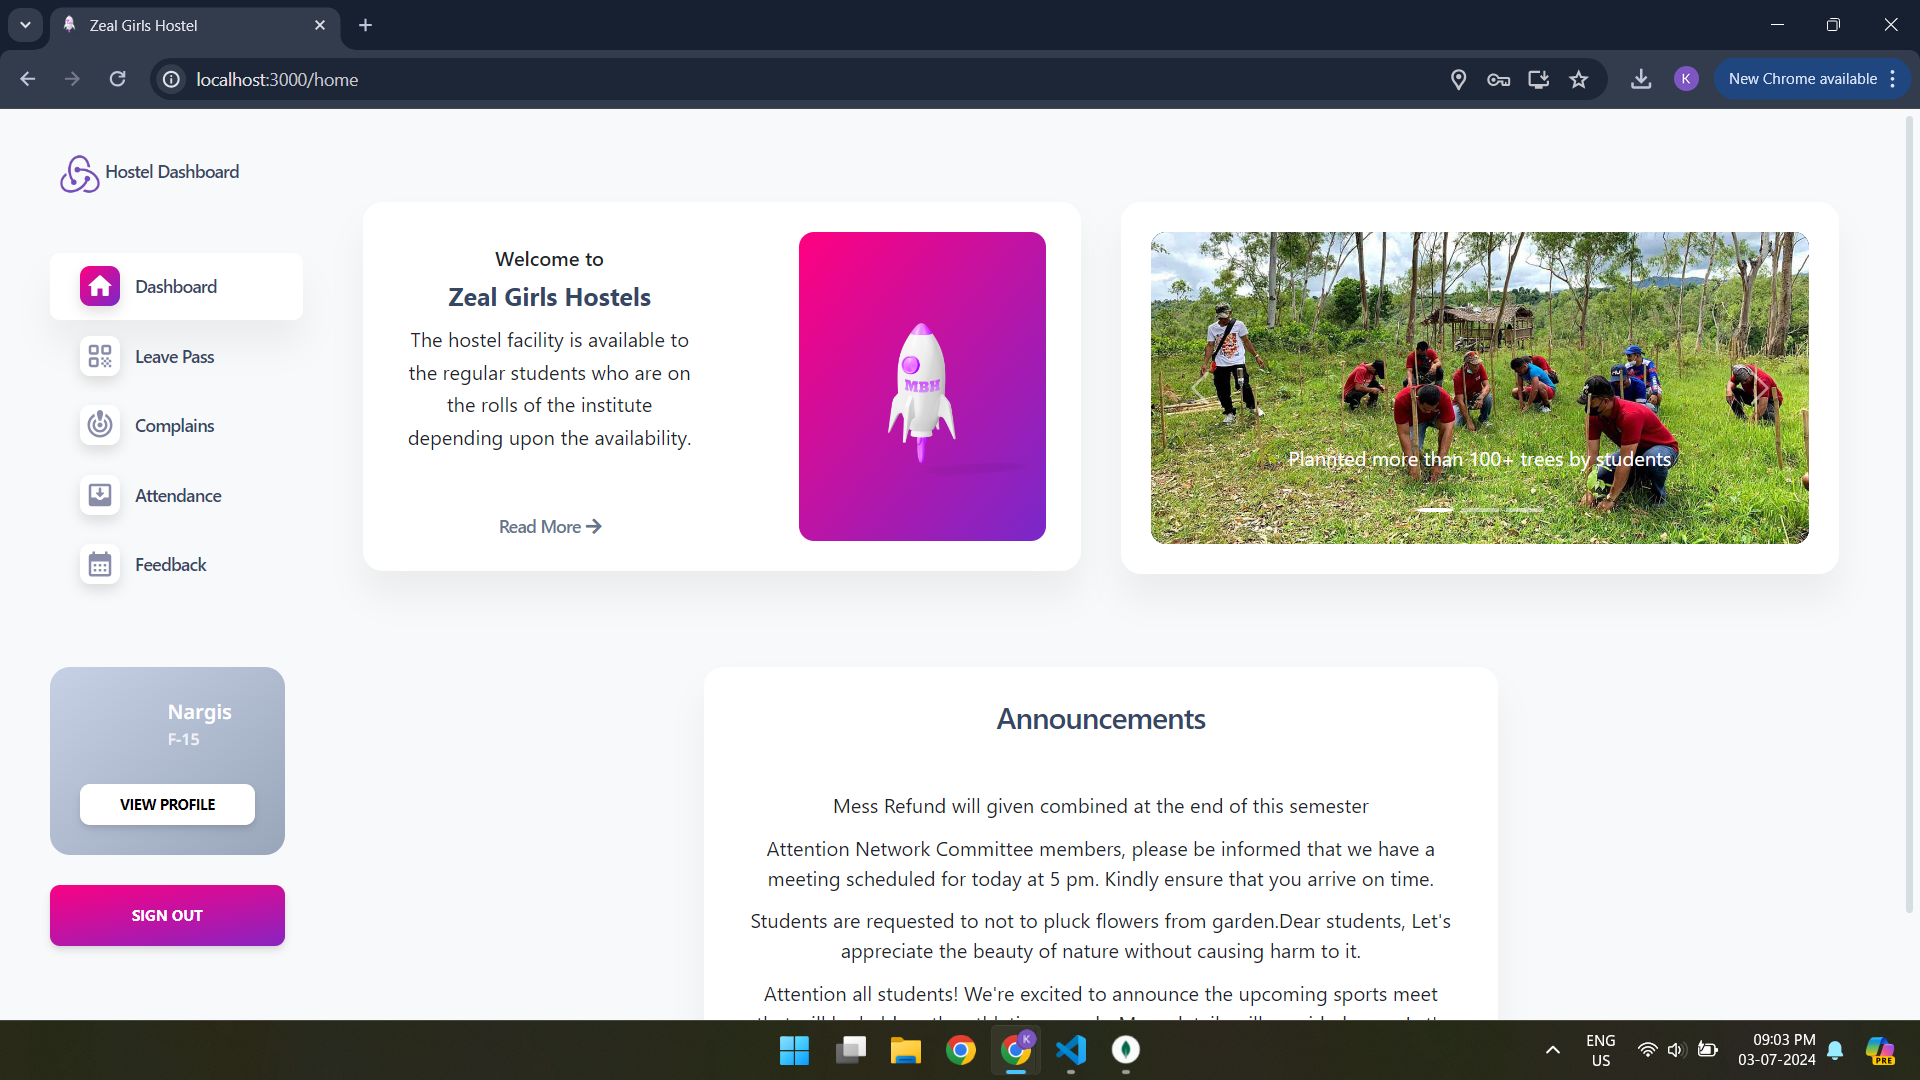 Zeal Girls Hostel
localhost:3000/home
K
New Chrome available
Hostel Dashboard
Dashboard
Leave Pass
Complains
Attendance
Feedback
Nargis
F-15
VIEW PROFILE
SIGN OUT
Welcome to
Zeal Girls Hostels
The hostel facility is available to
the regular students who are on
the rolls of the institute
depending upon the availability.
Read More
MBH
Plannted more than 100+ trees by students
Announcements
Mess Refund will given combined at the end of this semester
Attention Network Committee members, please be informed that we have a
meeting scheduled for today at 5 pm. Kindly ensure that you arrive on time.
Students are requested to not to pluck flowers from garden.Dear students, Let's
appreciate the beauty of nature without causing harm to it.
Attention all students! We're excited to announce the upcoming sports meet
K
ENG
US
09:03 PM
03-07-2024
PRE